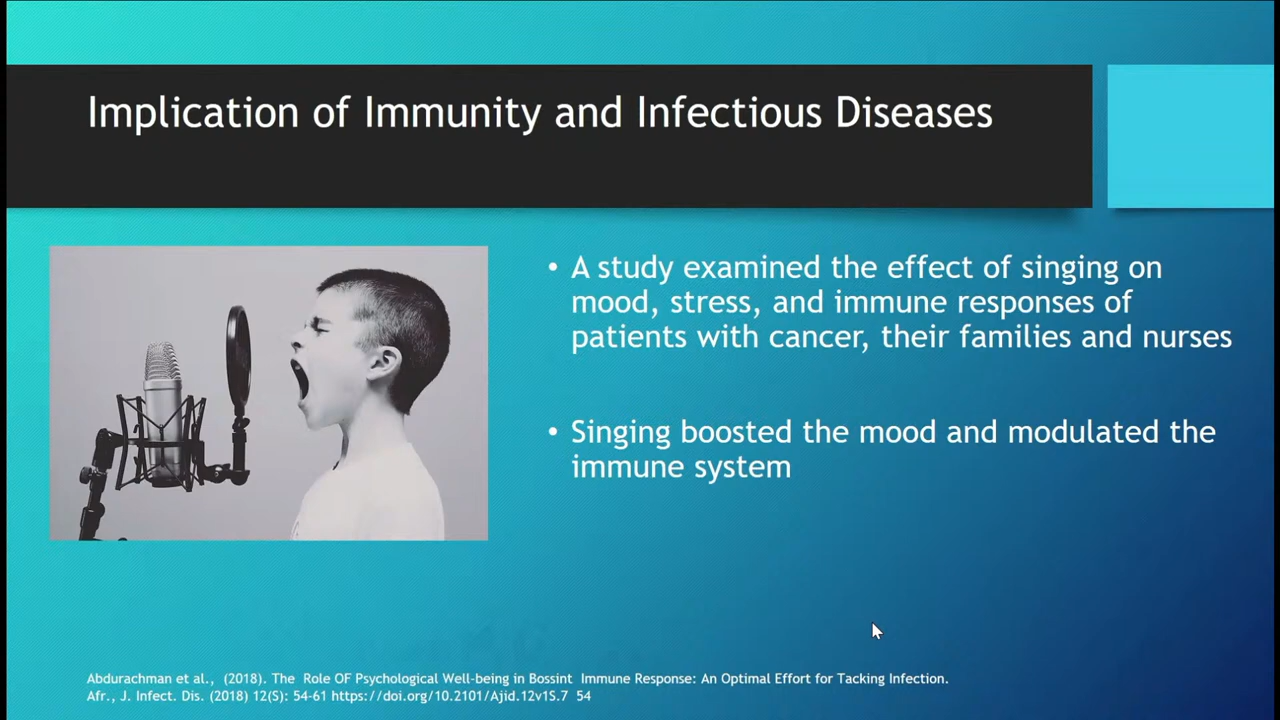 Implication of Immunity and Infectious Diseases
• A study examined the effect of singing on
mood, stress, and immune responses of
patients with cancer, their families and nurses
• Singing boosted the mood and modulated the
immune system
Abdurachman et al., (2018). The Role OF Psychological Well-being in Bossint Immune Response: An Optimal Effort for Tacking Infection.
Afr., J. Infect. Dis. (2018) 12(S): 54-61 https://doi.org/10.2101/Ajid.12v1S.7 54